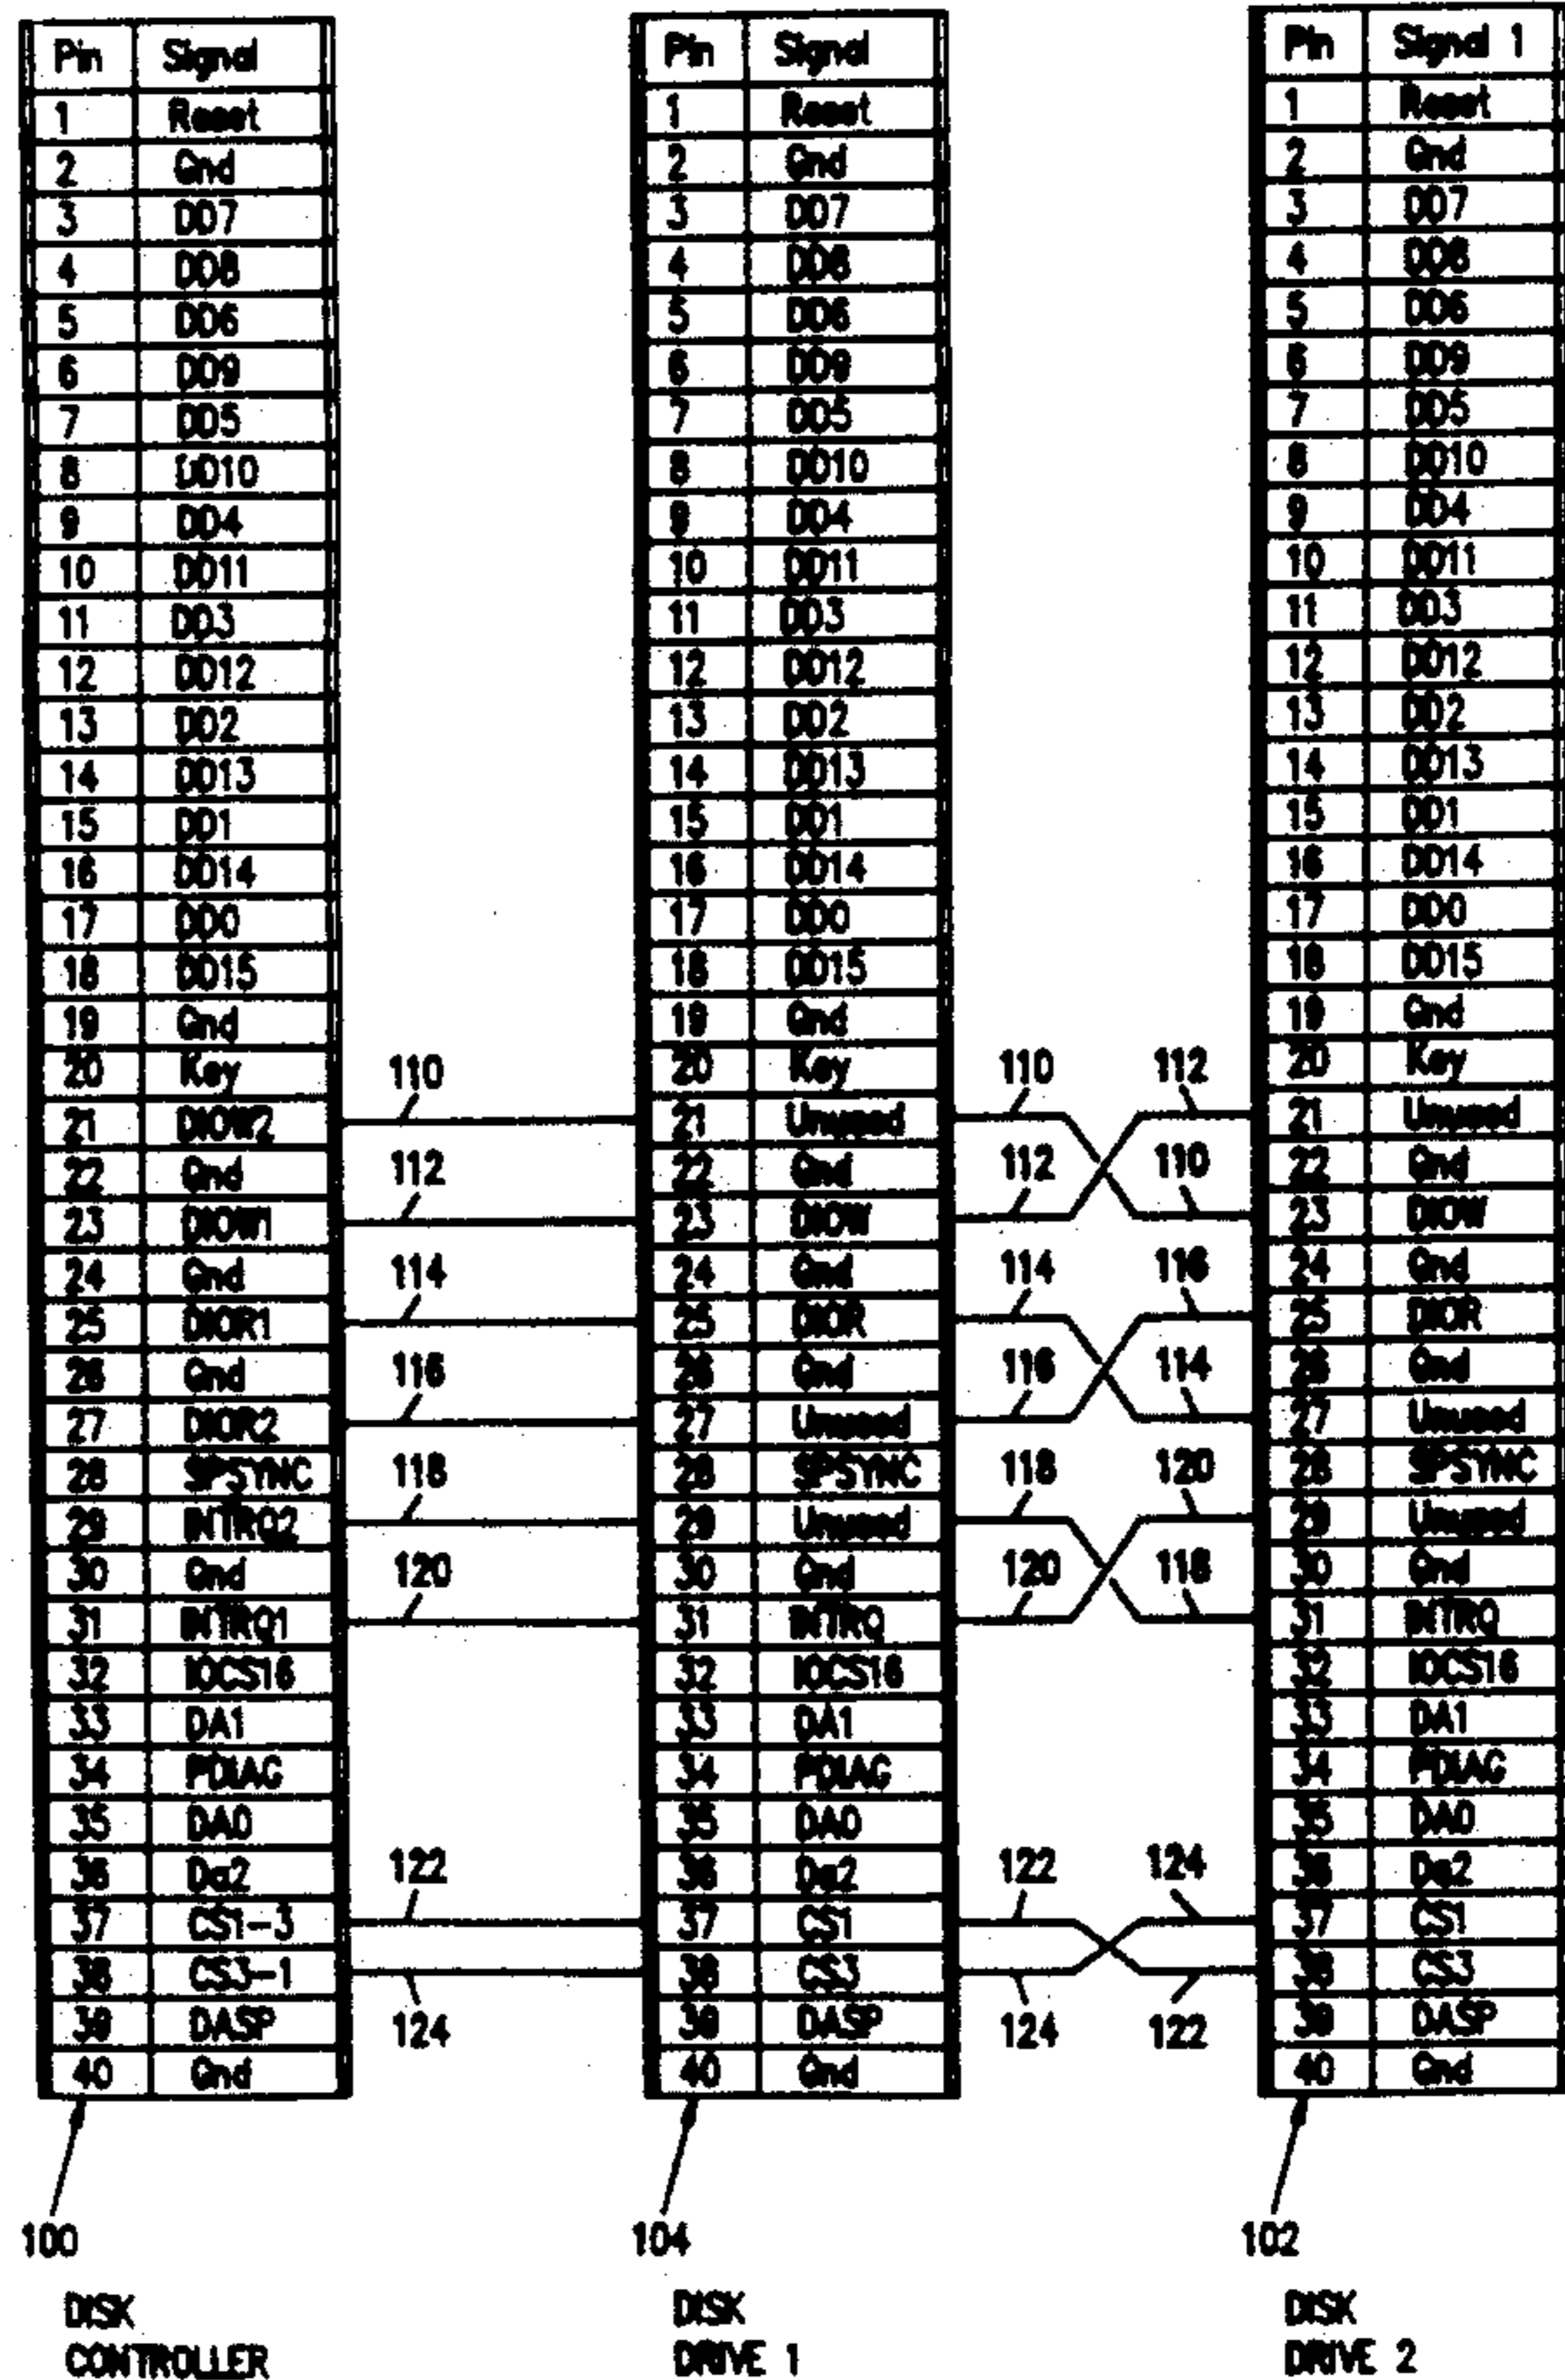 Pin Signal
1 Reset
2 Gnd
3 DD7
4 DD8
5 DD6
6 DD9
7 DD5
8 DD10
9 DD4
10 DD11
11 DD3
12 DD12
13 DD2
14 DD13
15 DD1
16 DD14
17 DD0
18 DD15
19 Gnd
20 Key
21 DIOW2
22 Gnd
23 DIOW1
24 Gnd
25 DIOR1
26 Gnd
27 DIOR2
28 SPSYNC
29 INTRQ2
30 Gnd
31 INTRQ1
32 IOCS16
33 DA1
34 PDIAG
35 DA0
36 Da2
37 CS1-3
38 CS3-1
39 DASP
40 Gnd
100
DISK
CONTROLLER
110
112
114
116
118
120
122
124
Pin Signal
1 Reset
2 Gnd
3 DD7
4 DD8
5 DD6
6 DD9
7 DD5
8 DD10
9 DD4
10 DD11
11 DD3
12 DD12
13 DD2
14 DD13
15 DD1
16 DD14
17 DD0
18 DD15
19 Gnd
20 Key
21 Unused
22 Gnd
23 DIOW
24 Gnd
25 DIOR
26 Gnd
27 Unused
28 SPSYNC
29 Unused
30 Gnd
31 INTRQ
32 IOCS16
33 DA1
34 PDIAG
35 DA0
36 Da2
37 CS1
38 CS3
39 DASP
40 Gnd
104
DISK
DRIVE 1
110 112
112 110
114 116
116 114
118 120
120 118
122 124
124 122
Pin Signal 1
1 Reset
2 Gnd
3 DD7
4 DD8
5 DD6
6 DD9
7 DD5
8 DD10
9 DD4
10 DD11
11 DD3
12 DD12
13 DD2
14 DD13
15 DD1
16 DD14
17 DD0
18 DD15
19 Gnd
20 Key
21 Unused
22 Gnd
23 DIOW
24 Gnd
25 DIOR
26 Gnd
27 Unused
28 SPSYNC
29 Unused
30 Gnd
31 INTRQ
32 IOCS16
33 DA1
34 PDIAG
35 DA0
36 Da2
37 CS1
38 CS3
39 DASP
40 Gnd
102
DISK
DRIVE 2